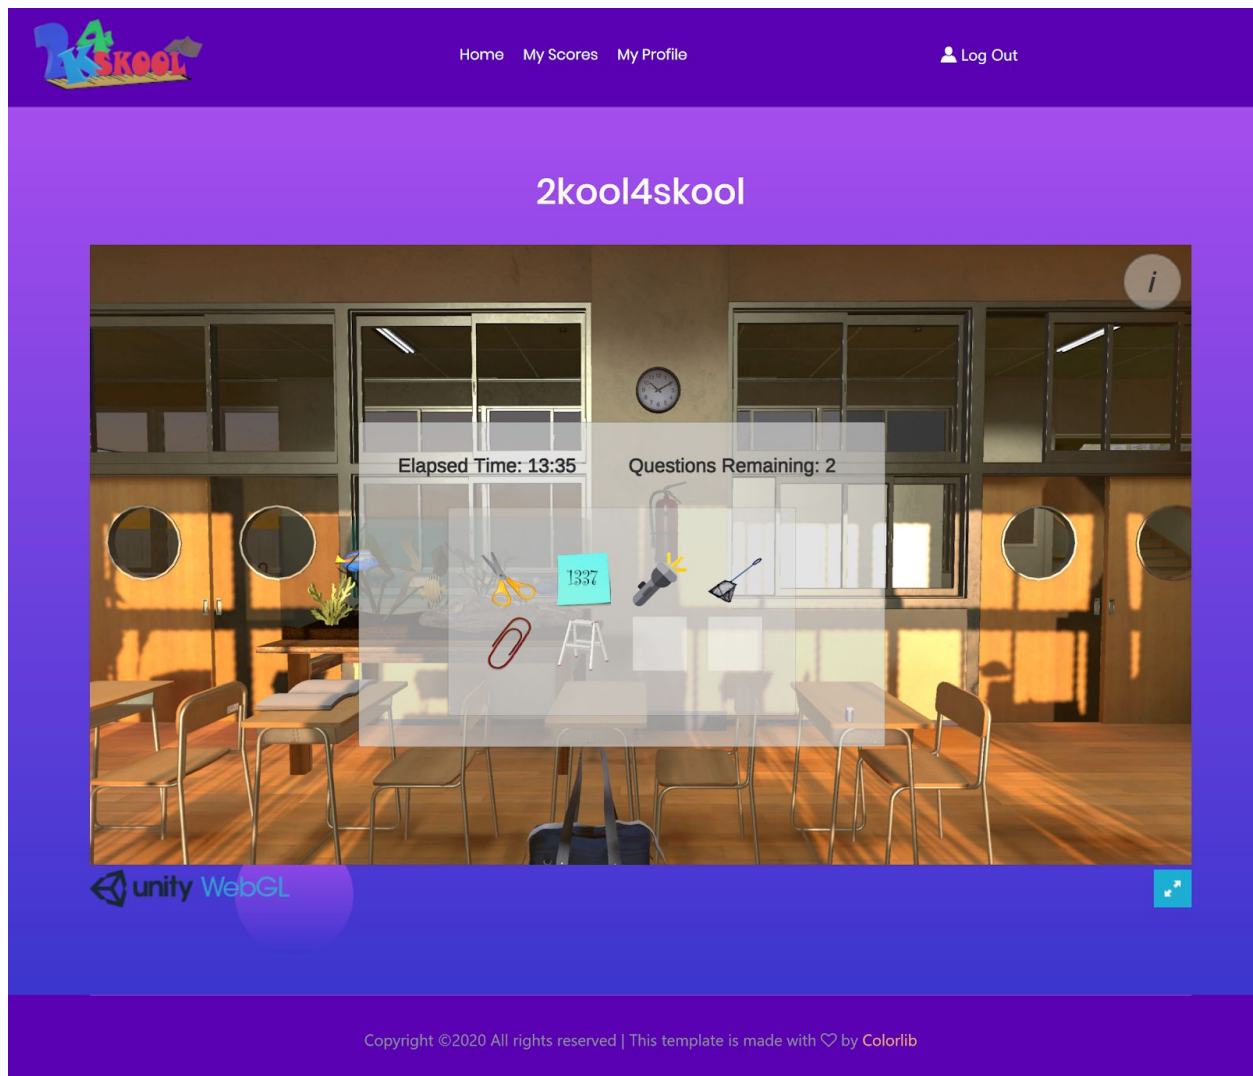 2K4SKOOL
Home My Scores My Profile
Log Out
2kool4skool
i
Elapsed Time: 13:35 Questions Remaining: 2
1337
unity WebGL
Copyright ©2020 All rights reserved | This template is made with ♡ by Colorlib